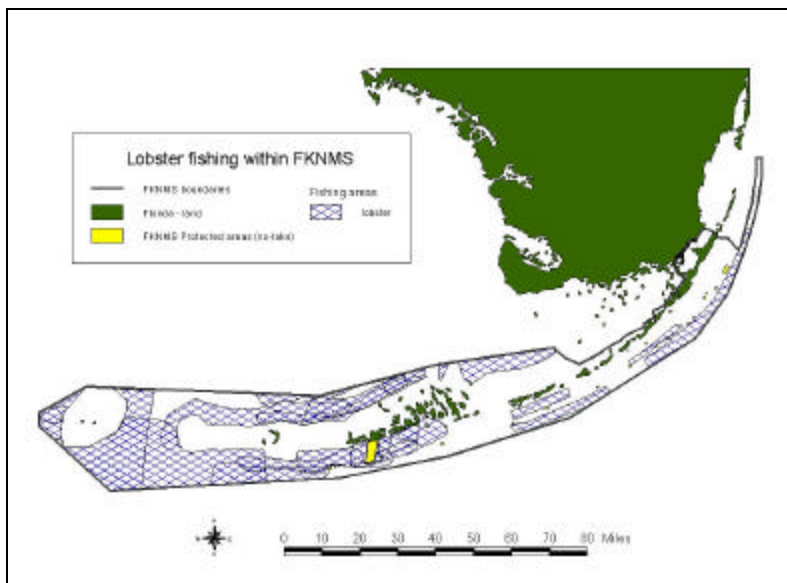 Lobster fishing within FKNMS
FKNMS boundaries
Fishing areas
Florida - land
lobster
FKNMS Protected areas (no-take)
0 10 20 30 40 50 60 70 80 Miles